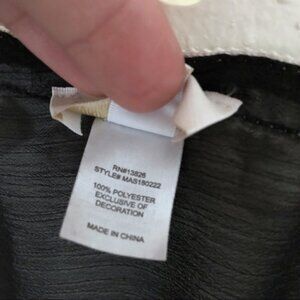 RN#13826
STYLE# MAS180222
100% POLYESTER
EXCLUSIVE OF
DECORATION
MADE IN CHINA